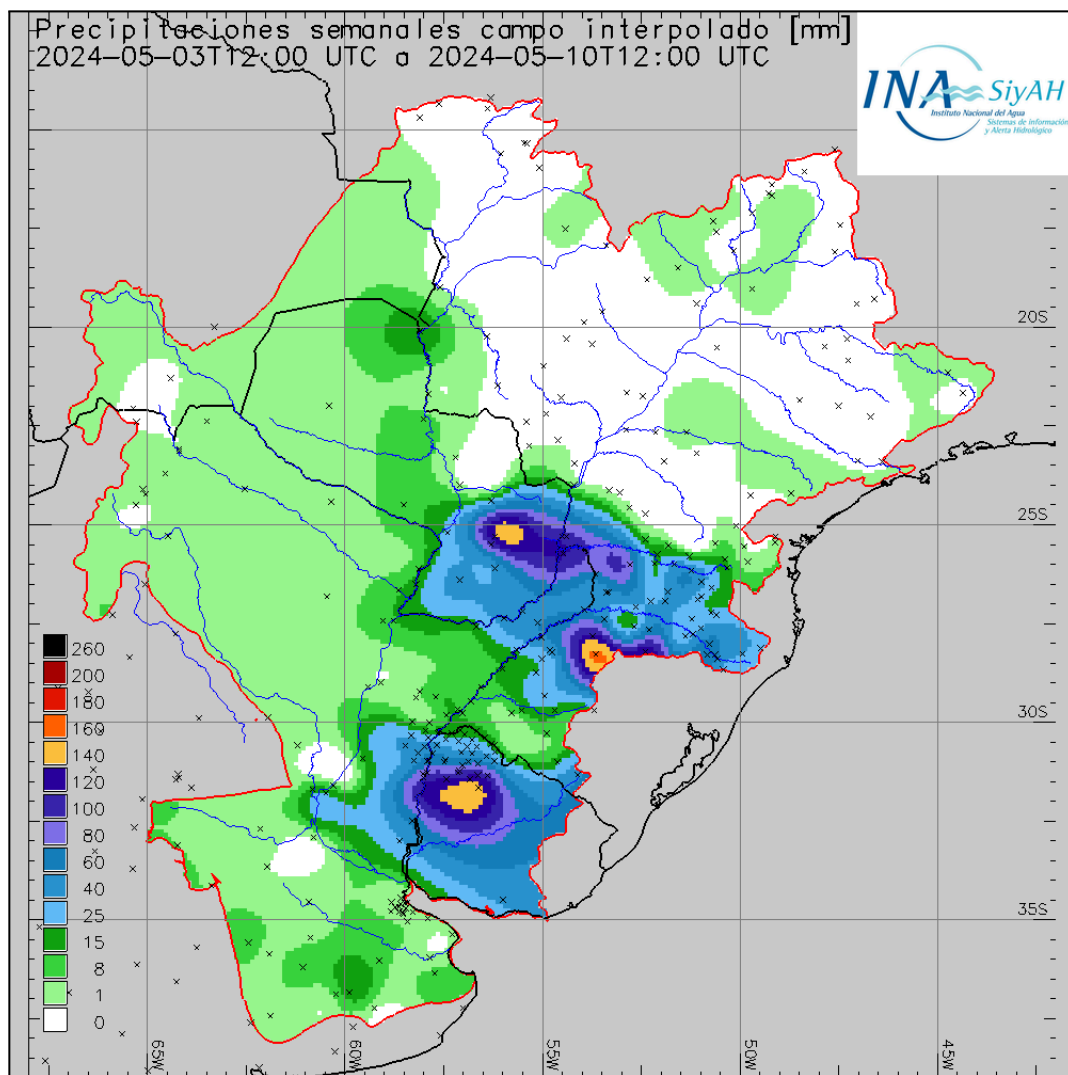 Precipitaciones semanales campo interpolado [mm]
2024-05-03T12:00 UTC a 2024-05-10T12:00 UTC
INA SiyAH
Instituto Nacional del Agua
Sistemas de información
y Alerta Hidrológico
20S
25S
30S
35S
260
200
180
160
140
120
100
80
60
40
25
15
8
1
0
65W
60W
55W
50W
45W